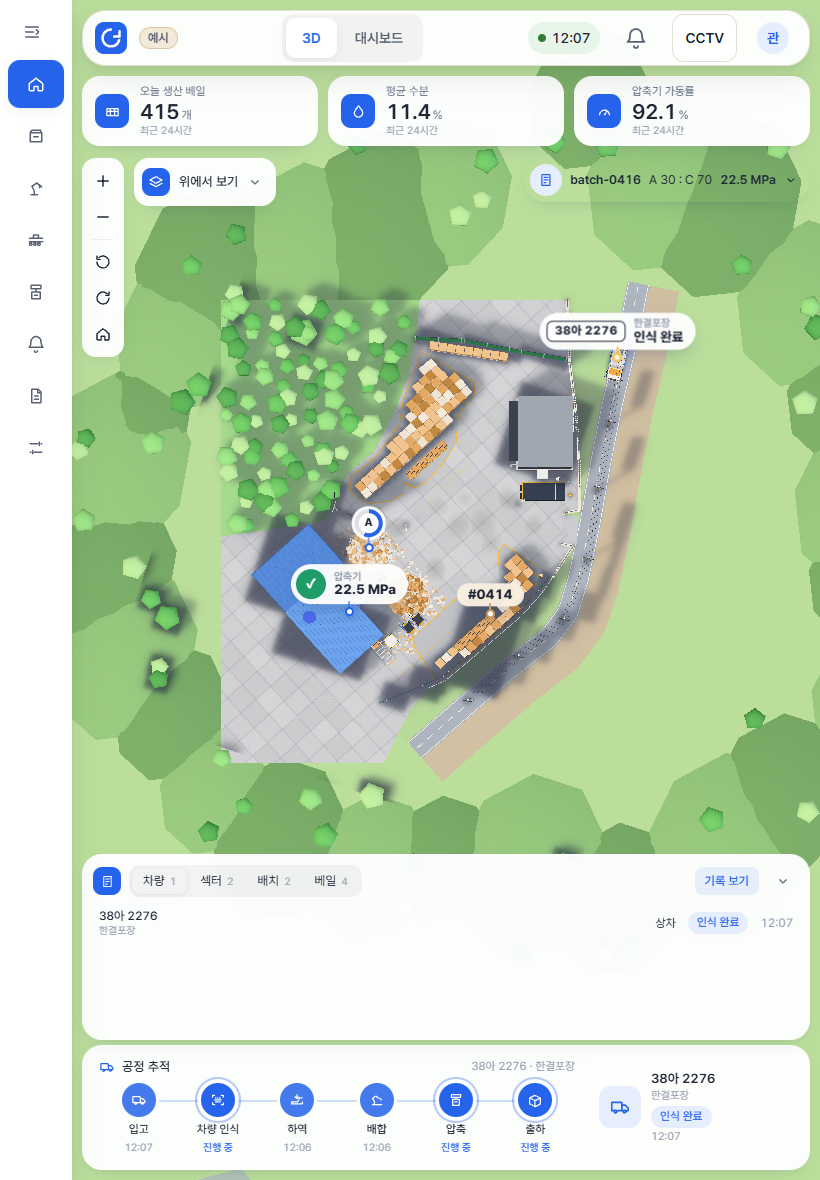 예시
3D
대시보드
12:07
CCTV
관
오늘 생산 베일
415개
최근 24시간
평균 수분
11.4%
최근 24시간
압축기 가동률
92.1%
최근 24시간
위에서 보기
batch-0416 A 30 : C 70 22.5 MPa
38아 2276
한결포장
인식 완료
A
압축기
22.5 MPa
#0414
차량 1
섹터 2
배치 2
베일 4
기록 보기
38아 2276
한결포장
상차
인식 완료
12:07
공정 추적
38아 2276 · 한결포장
입고
12:07
차량 인식
진행 중
하역
12:06
배합
12:06
압축
진행 중
출하
진행 중
38아 2276
한결포장
인식 완료
12:07